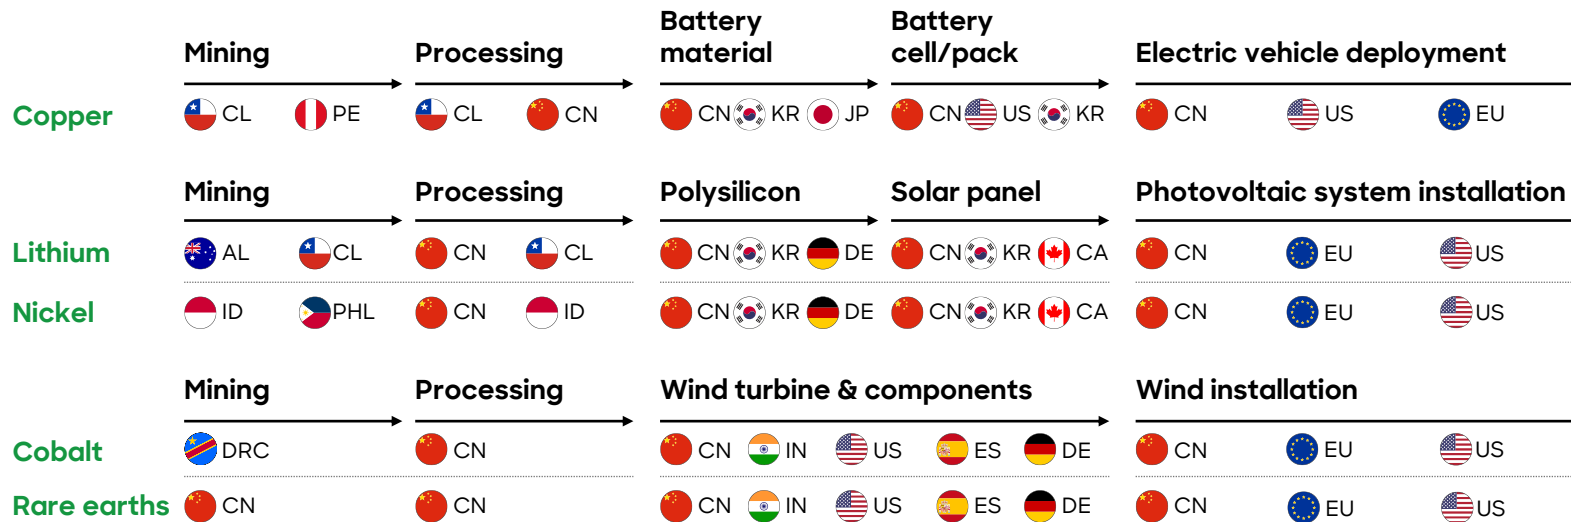 Mining Processing Battery material Battery cell/pack Electric vehicle deployment
Copper CL PE CL CN CN KR JP CN US KR CN US EU
Mining Processing Polysilicon Solar panel Photovoltaic system installation
Lithium AL CL CN CL CN KR DE CN KR CA CN EU US
Nickel ID PHL CN ID CN KR DE CN KR CA CN EU US
Mining Processing Wind turbine & components Wind installation
Cobalt DRC CN CN IN US ES DE CN EU US
Rare earths CN CN CN IN US ES DE CN EU US